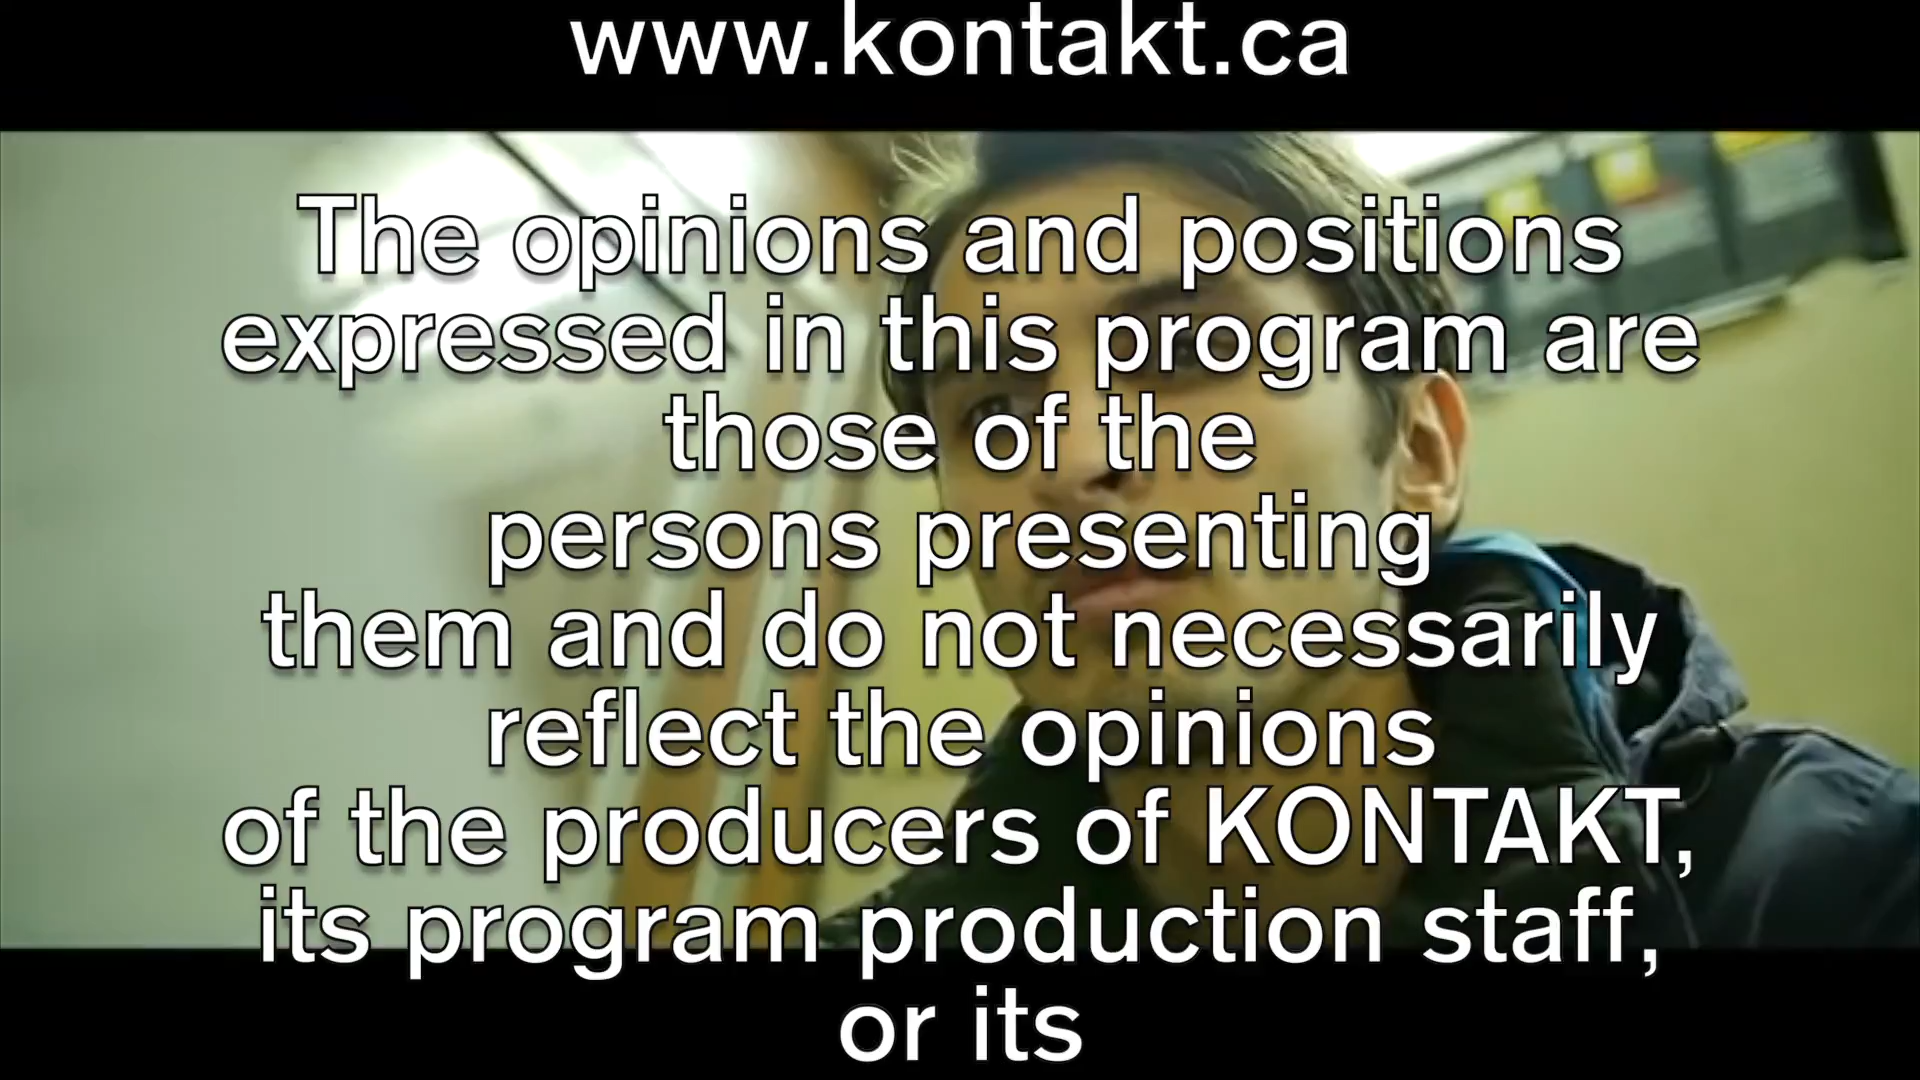 www.kontakt.ca
The opinions and positions
expressed in this program are
those of the
persons presenting
them and do not necessarily
reflect the opinions
of the producers of KONTAKT,
its program production staff,
or its